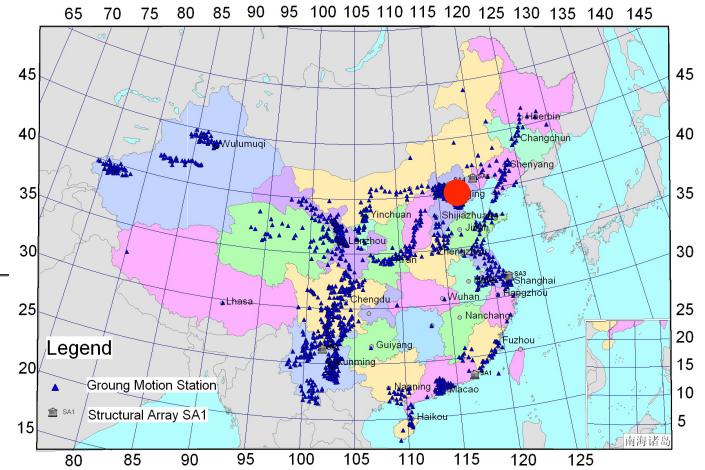 65 70 75 80 85 90 95 100 105 110 115 120 125 130 135 140 145
45 45
40 40
35 35
30 30
25 25
20 20
15 15
10
5
80 85 90 95 100 105 110 115 120 125
Haerbin
Changchun
Wulumuqi
Shenyang
jing
Yinchuan
Shijiazhuang
Jinan
Lanzhou
SA3
Shanghai
Hangzhou
Wuhan
Chengdu
Lhasa
Nanchang
Fuzhou
Guiyang
Kunming
SA1
Nanning
Macao
Haikou
Legend
Groung Motion Station
SA1 Structural Array SA1
南海诸岛